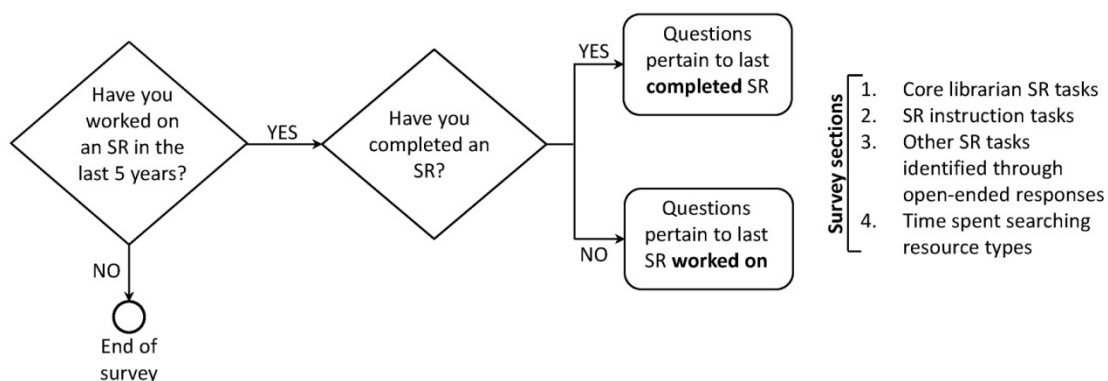 Have you
worked on
an SR in the
last 5 years?
YES
NO
End of
survey
Have you
completed an
SR?
YES
Questions
pertain to last
completed SR
NO
Questions
pertain to last
SR worked on
Survey sections
1. Core librarian SR tasks
2. SR instruction tasks
3. Other SR tasks
identified through
open-ended responses
4. Time spent searching
resource types